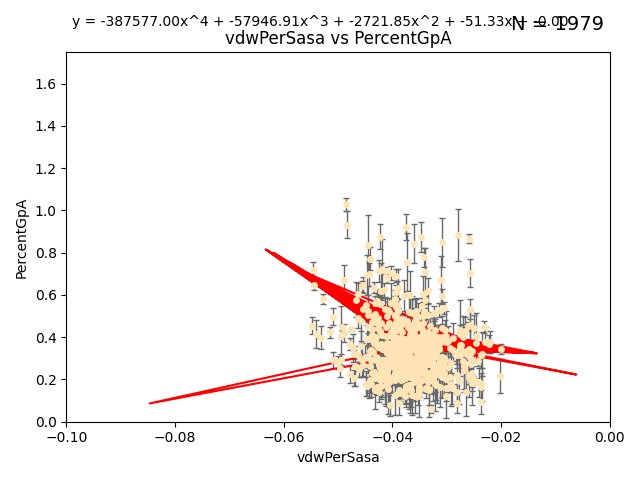 y = -387577.00x^4 + -57946.91x^3 + -2721.85x^2 + -51.33x + -0.00
N = 1979
vdwPerSasa vs PercentGpA
PercentGpA
1.6
1.4
1.2
1.0
0.8
0.6
0.4
0.2
0.0
−0.10 −0.08 −0.06 −0.04 −0.02 0.00
vdwPerSasa